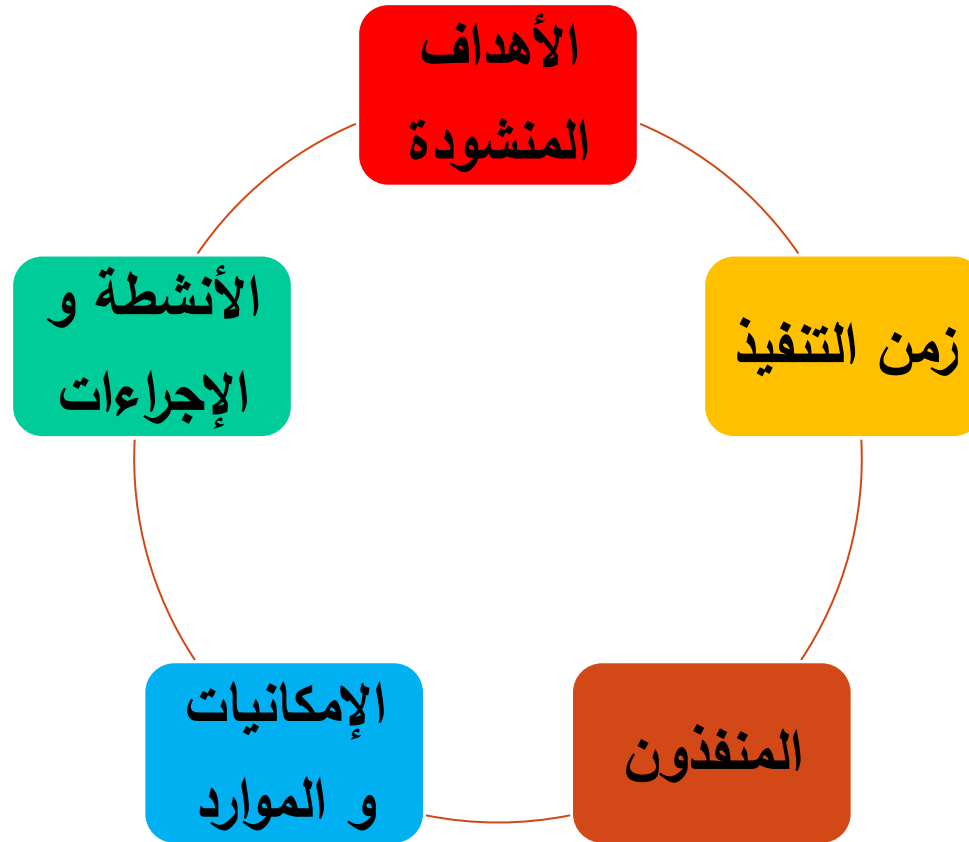 الأهداف
المنشودة
زمن التنفيذ
المنفذون
الإمكانيات
و الموارد
الأنشطة و
الإجراءات